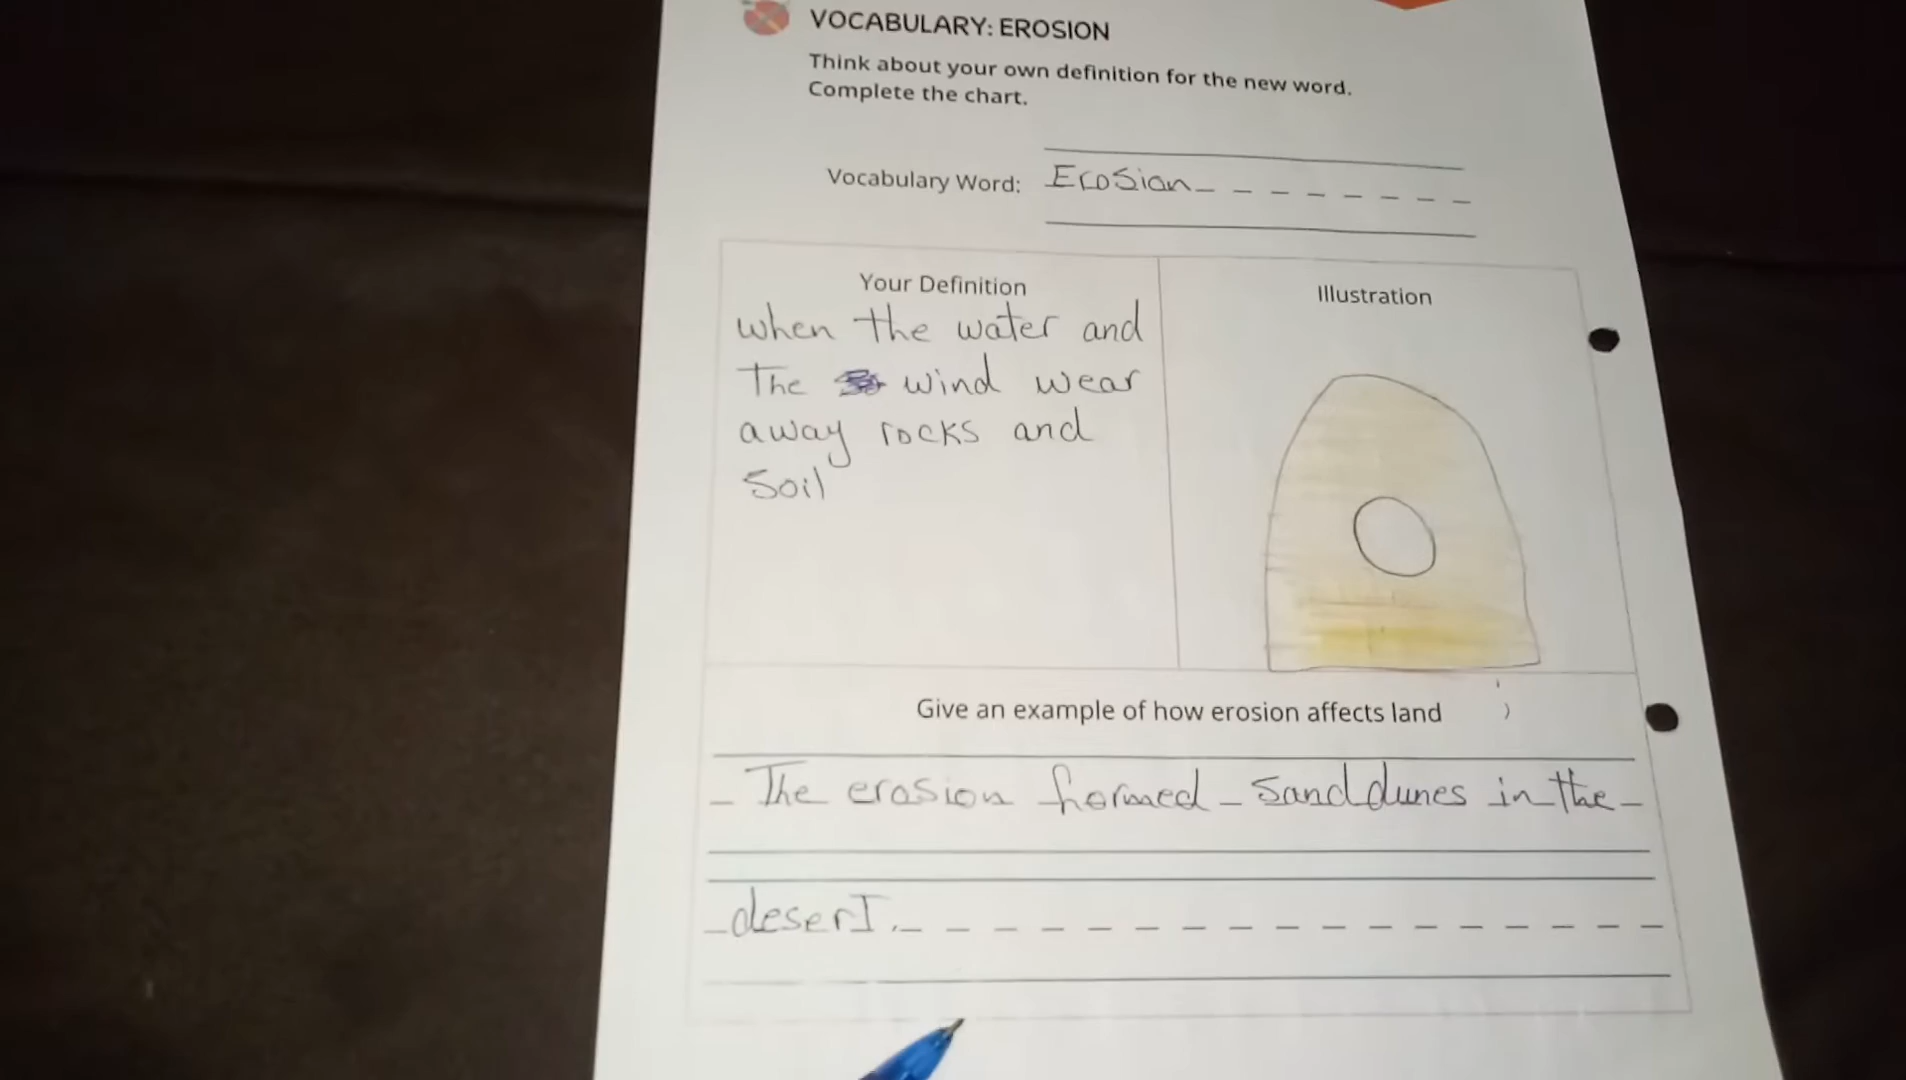 VOCABULARY: EROSION
Think about your own definition for the new word.
Complete the chart.
Vocabulary Word: Erosion
Your Definition
when the water and
The wind wear
away rocks and
Soil
Illustration
Give an example of how erosion affects land
The erosion formed sand dunes in the
desert.